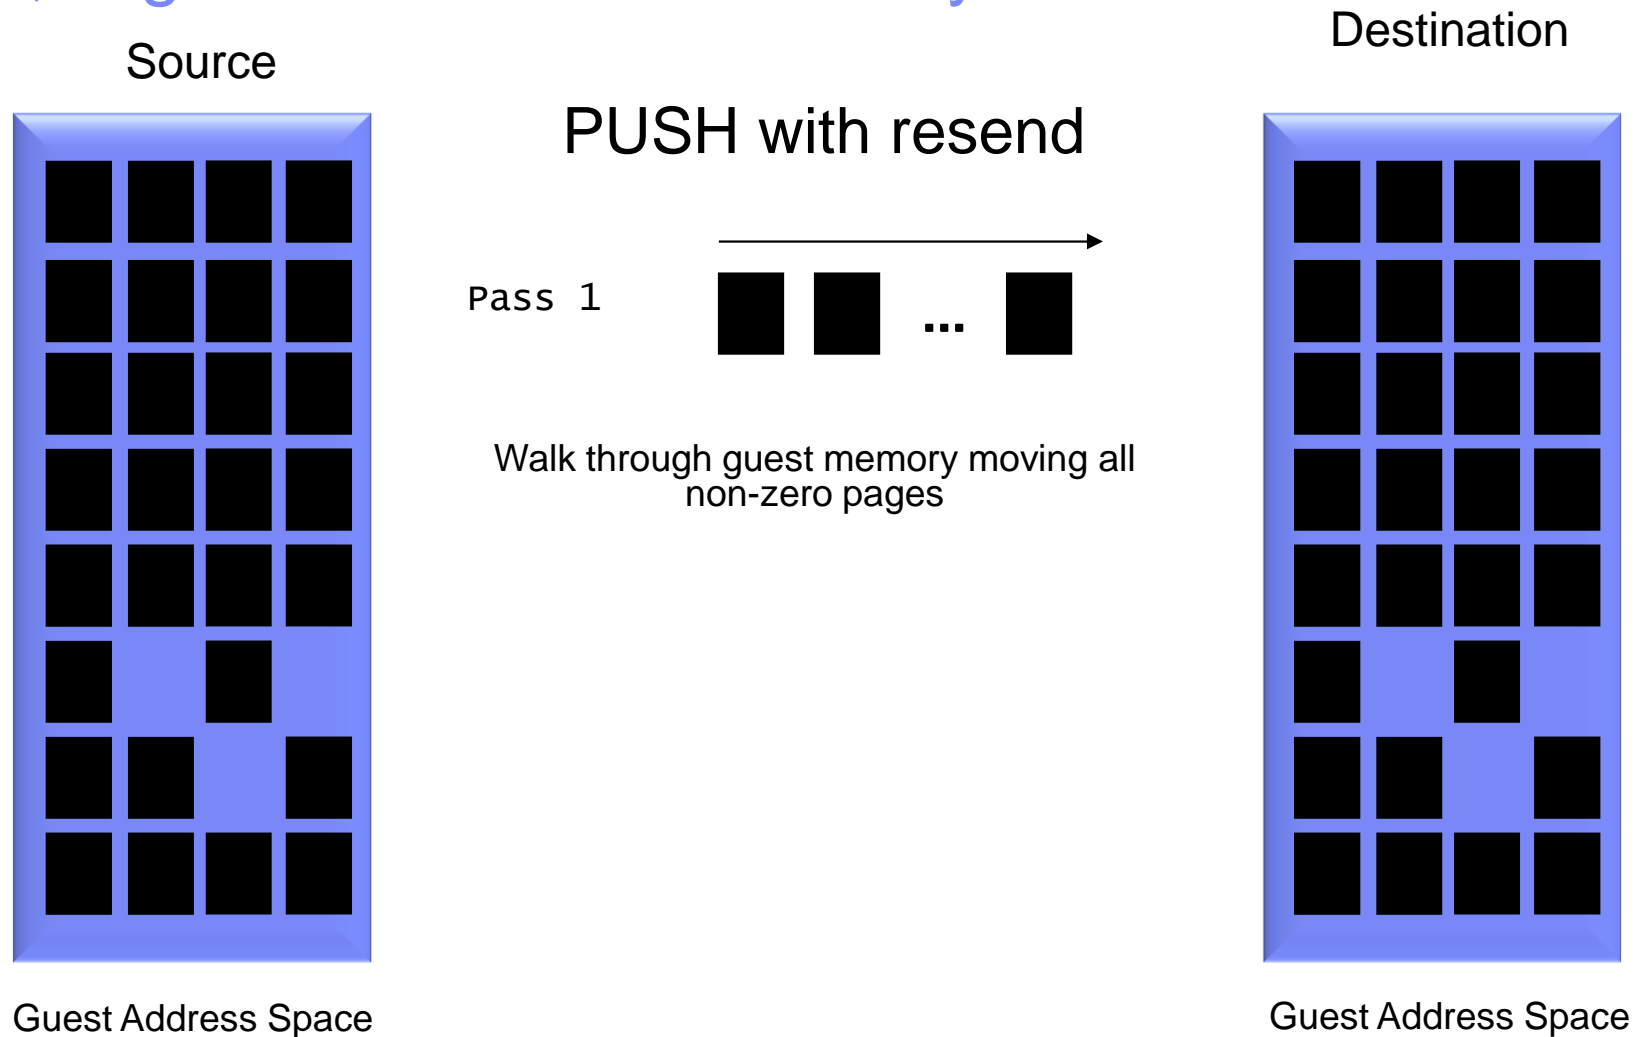 Source
Destination
PUSH with resend
Pass 1
...
Walk through guest memory moving all
non-zero pages
Guest Address Space
Guest Address Space